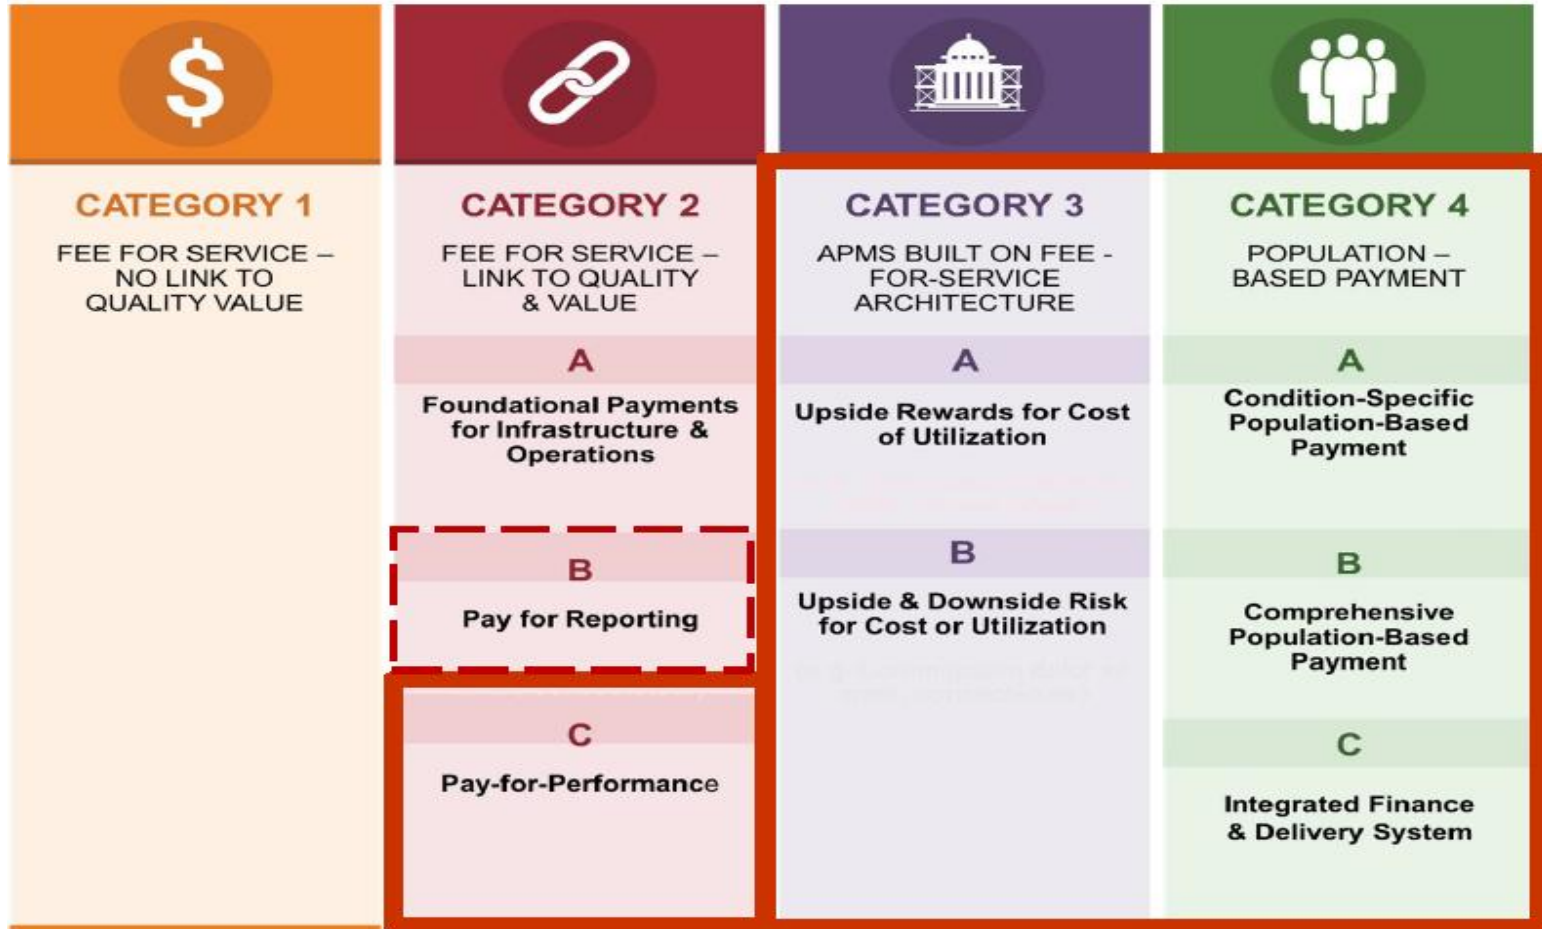 $
CATEGORY 1
FEE FOR SERVICE –
NO LINK TO
QUALITY VALUE
CATEGORY 2
FEE FOR SERVICE –
LINK TO QUALITY
& VALUE
A
Foundational Payments
for Infrastructure &
Operations
B
Pay for Reporting
C
Pay-for-Performance
CATEGORY 3
APMS BUILT ON FEE -
FOR-SERVICE
ARCHITECTURE
A
Upside Rewards for Cost
of Utilization
B
Upside & Downside Risk
for Cost or Utilization
CATEGORY 4
POPULATION –
BASED PAYMENT
A
Condition-Specific
Population-Based
Payment
B
Comprehensive
Population-Based
Payment
C
Integrated Finance
& Delivery System